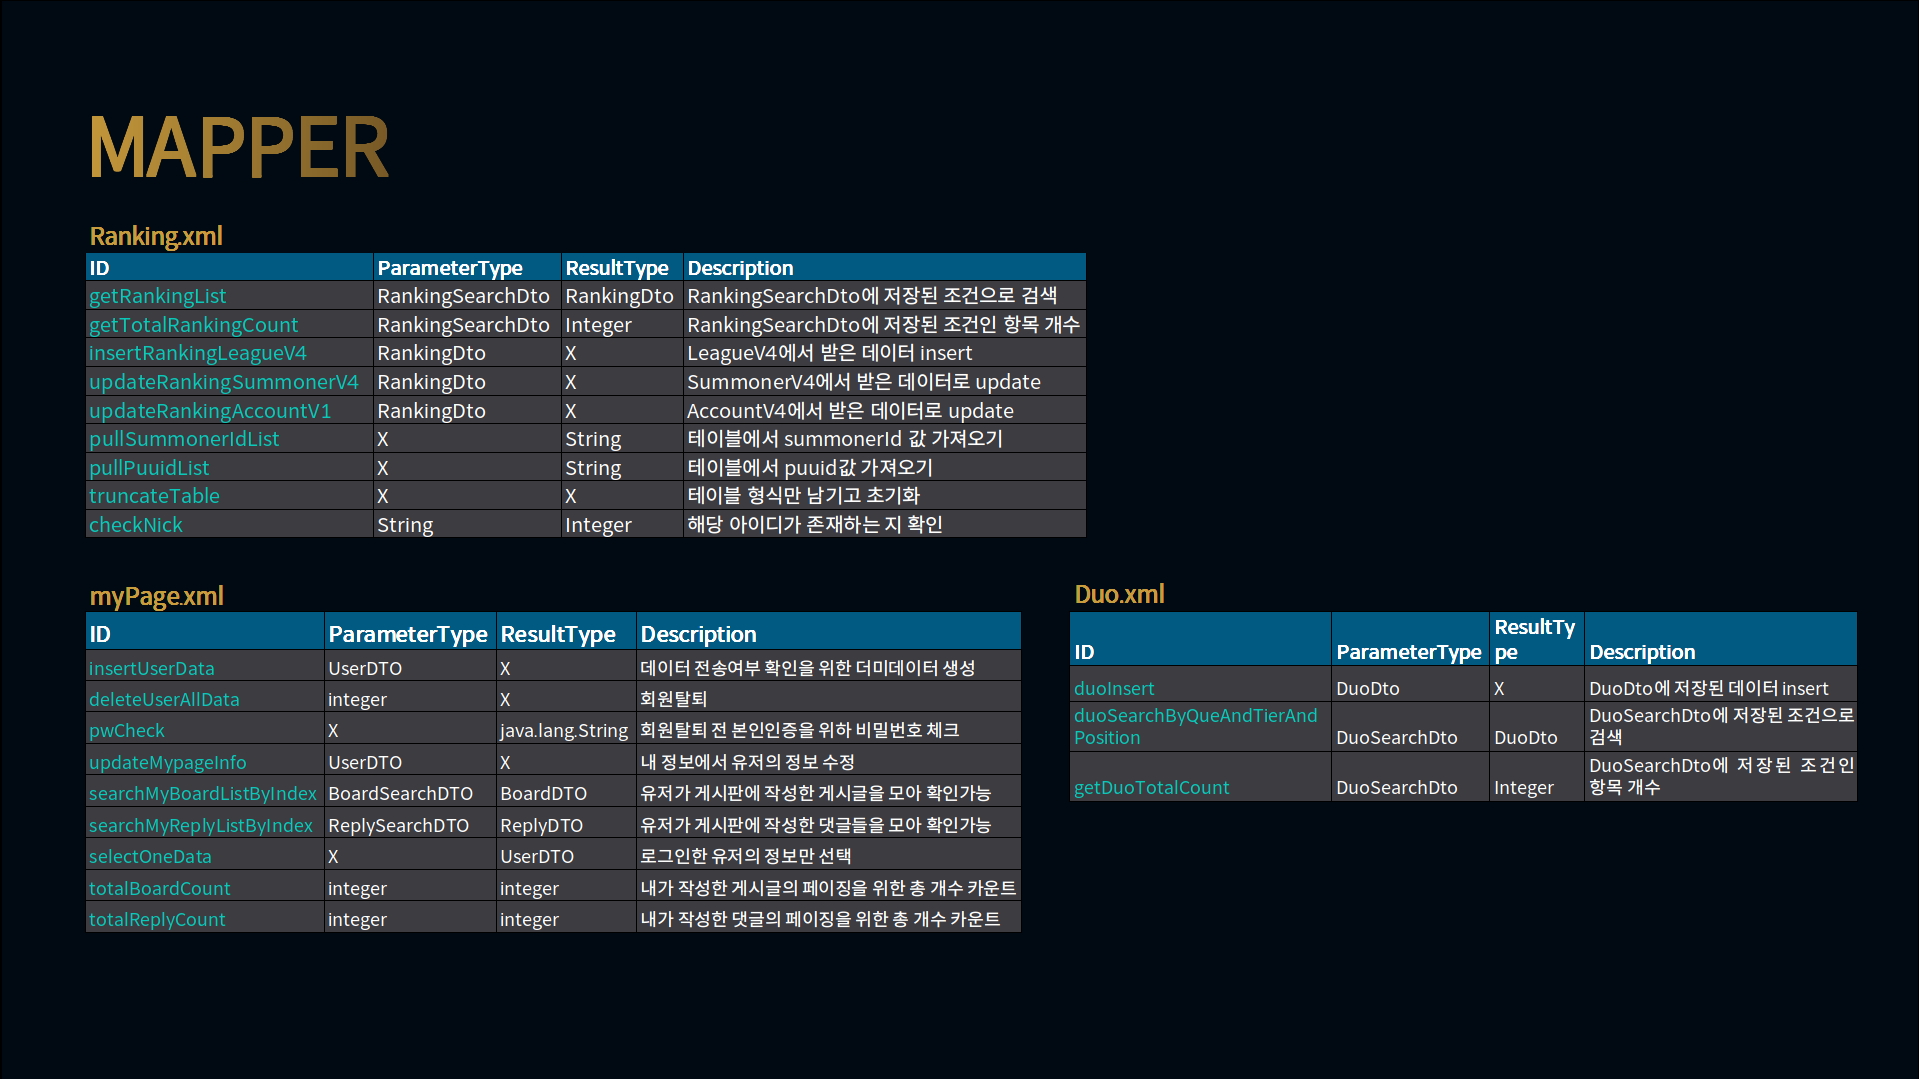 MAPPER
Ranking.xml
ID ParameterType ResultType Description
getRankingList RankingSearchDto RankingDto RankingSearchDto에 저장된 조건으로 검색
getTotalRankingCount RankingSearchDto Integer RankingSearchDto에 저장된 조건인 항목 개수
insertRankingLeagueV4 RankingDto X LeagueV4에서 받은 데이터 insert
updateRankingSummonerV4 RankingDto X SummonerV4에서 받은 데이터로 update
updateRankingAccountV1 RankingDto X AccountV4에서 받은 데이터로 update
pullSummonerIdList X String 테이블에서 summonerId 값 가져오기
pullPuuidList X String 테이블에서 puuid값 가져오기
truncateTable X X 테이블 형식만 남기고 초기화
checkNick String Integer 해당 아이디가 존재하는 지 확인
myPage.xml
ID ParameterType ResultType Description
insertUserData UserDTO X 데이터 전송여부 확인을 위한 더미데이터 생성
deleteUserAllData integer X 회원탈퇴
pwCheck X java.lang.String 회원탈퇴 전 본인인증을 위하 비밀번호 체크
updateMypageInfo UserDTO X 내 정보에서 유저의 정보 수정
searchMyBoardListByIndex BoardSearchDTO BoardDTO 유저가 게시판에 작성한 게시글을 모아 확인가능
searchMyReplyListByIndex ReplySearchDTO ReplyDTO 유저가 게시판에 작성한 댓글들을 모아 확인가능
selectOneData X UserDTO 로그인한 유저의 정보만 선택
totalBoardCount integer integer 내가 작성한 게시글의 페이징을 위한 총 개수 카운트
totalReplyCount integer integer 내가 작성한 댓글의 페이징을 위한 총 개수 카운트
Duo.xml
ResultTy
ID ParameterType pe Description
duoInsert DuoDto X DuoDto에 저장된 데이터 insert
duoSearchByQueAndTierAnd DuoSearchDto에 저장된 조건으로
Position DuoSearchDto DuoDto 검색
DuoSearchDto에 저장된 조건인
getDuoTotalCount DuoSearchDto Integer 항목 개수